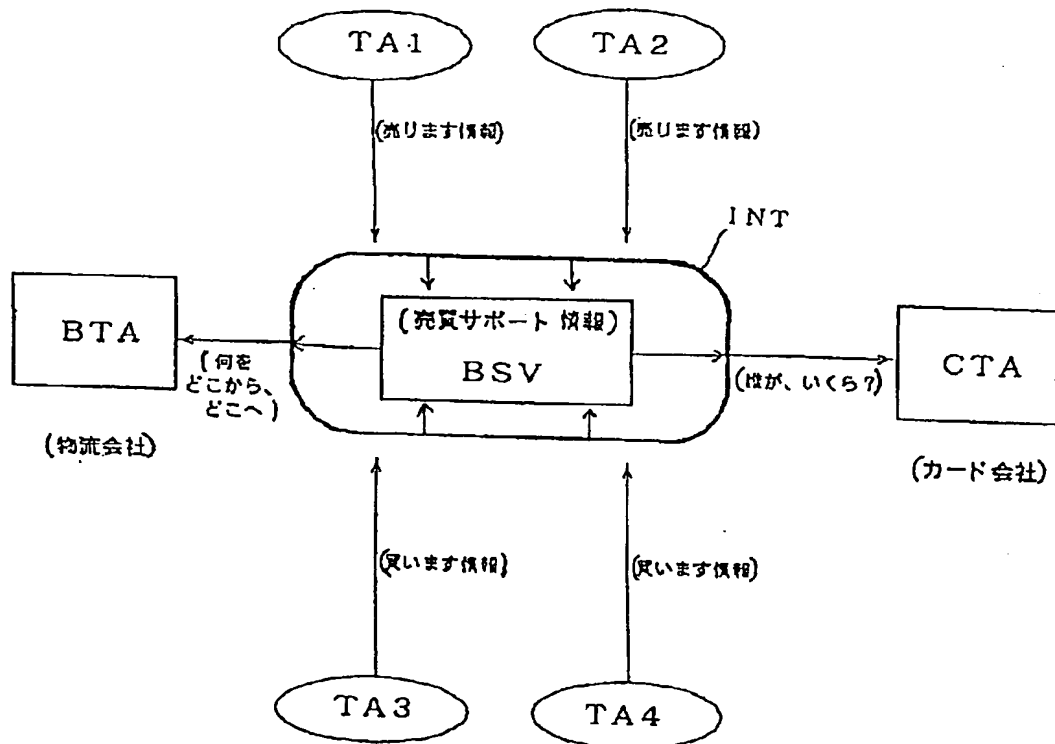 TA1
TA2
(売ります情報)
(売ります情報)
INT
(売買サポート情報)
BSV
BTA
(何を
どこから、
どこへ)
(物流会社)
(誰が、いくら?
CTA
(カード会社)
(買います情報)
(買います情報)
TA3
TA4